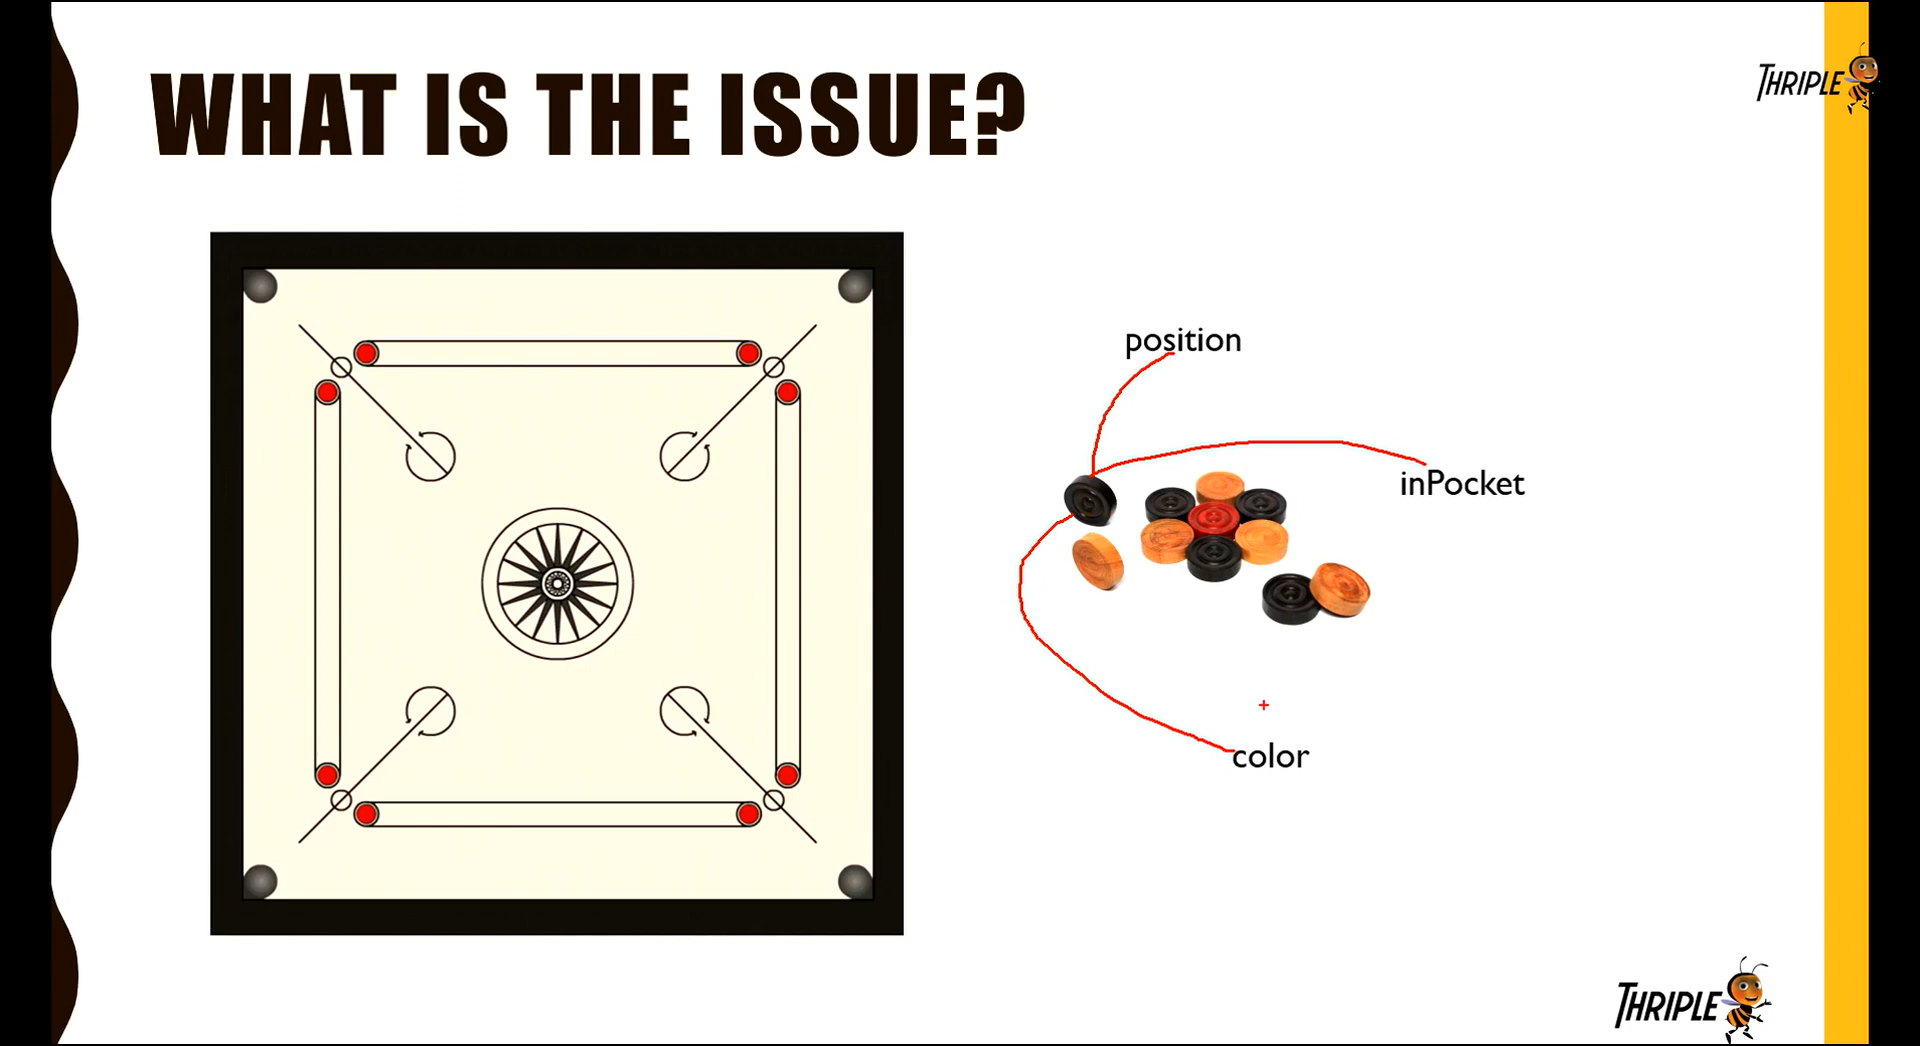 WHAT IS THE ISSUE?
THRIPLE
position
inPocket
color
THRIPLE